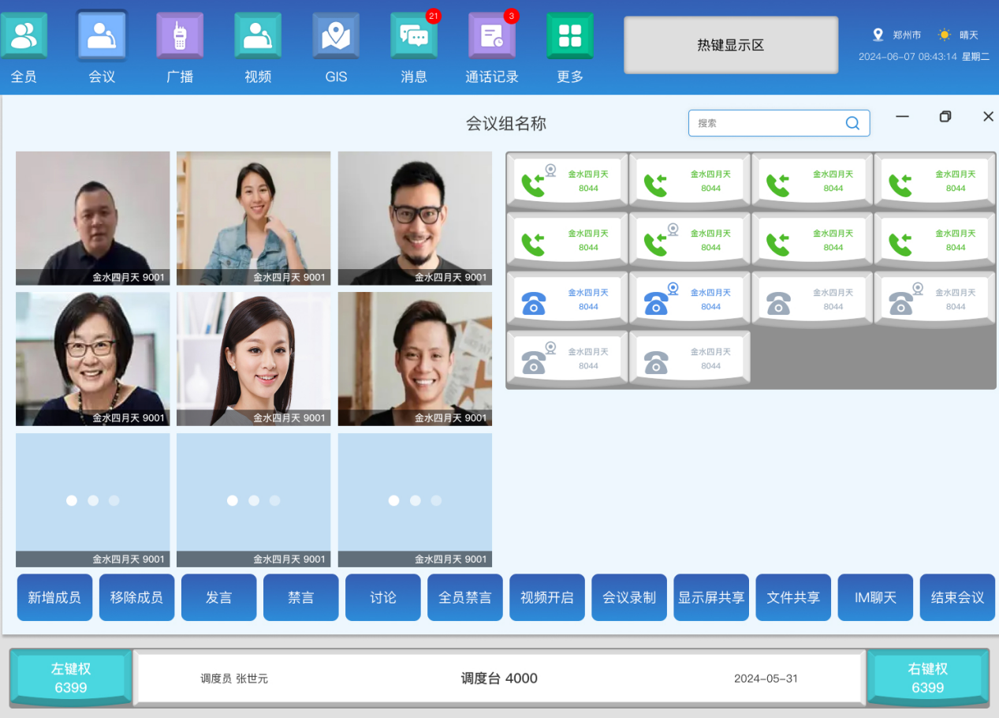 21
3
全员
会议
广播
视频
GIS
消息
通话记录
更多
热键显示区
郑州市
晴天
2024-06-07 08:43:14 星期二
会议组名称
搜索
金水四月天 9001
金水四月天 9001
金水四月天 9001
金水四月天 9001
金水四月天 9001
金水四月天 9001
金水四月天 9001
金水四月天 9001
金水四月天 9001
金水四月天
8044
金水四月天
8044
金水四月天
8044
金水四月天
8044
金水四月天
8044
金水四月天
8044
金水四月天
8044
金水四月天
8044
金水四月天
8044
金水四月天
8044
金水四月天
8044
金水四月天
8044
金水四月天
8044
金水四月天
8044
新增成员
移除成员
发言
禁言
讨论
全员禁言
视频开启
会议录制
显示屏共享
文件共享
IM聊天
结束会议
左键权
6399
调度员 张世元
调度台 4000
2024-05-31
右键权
6399